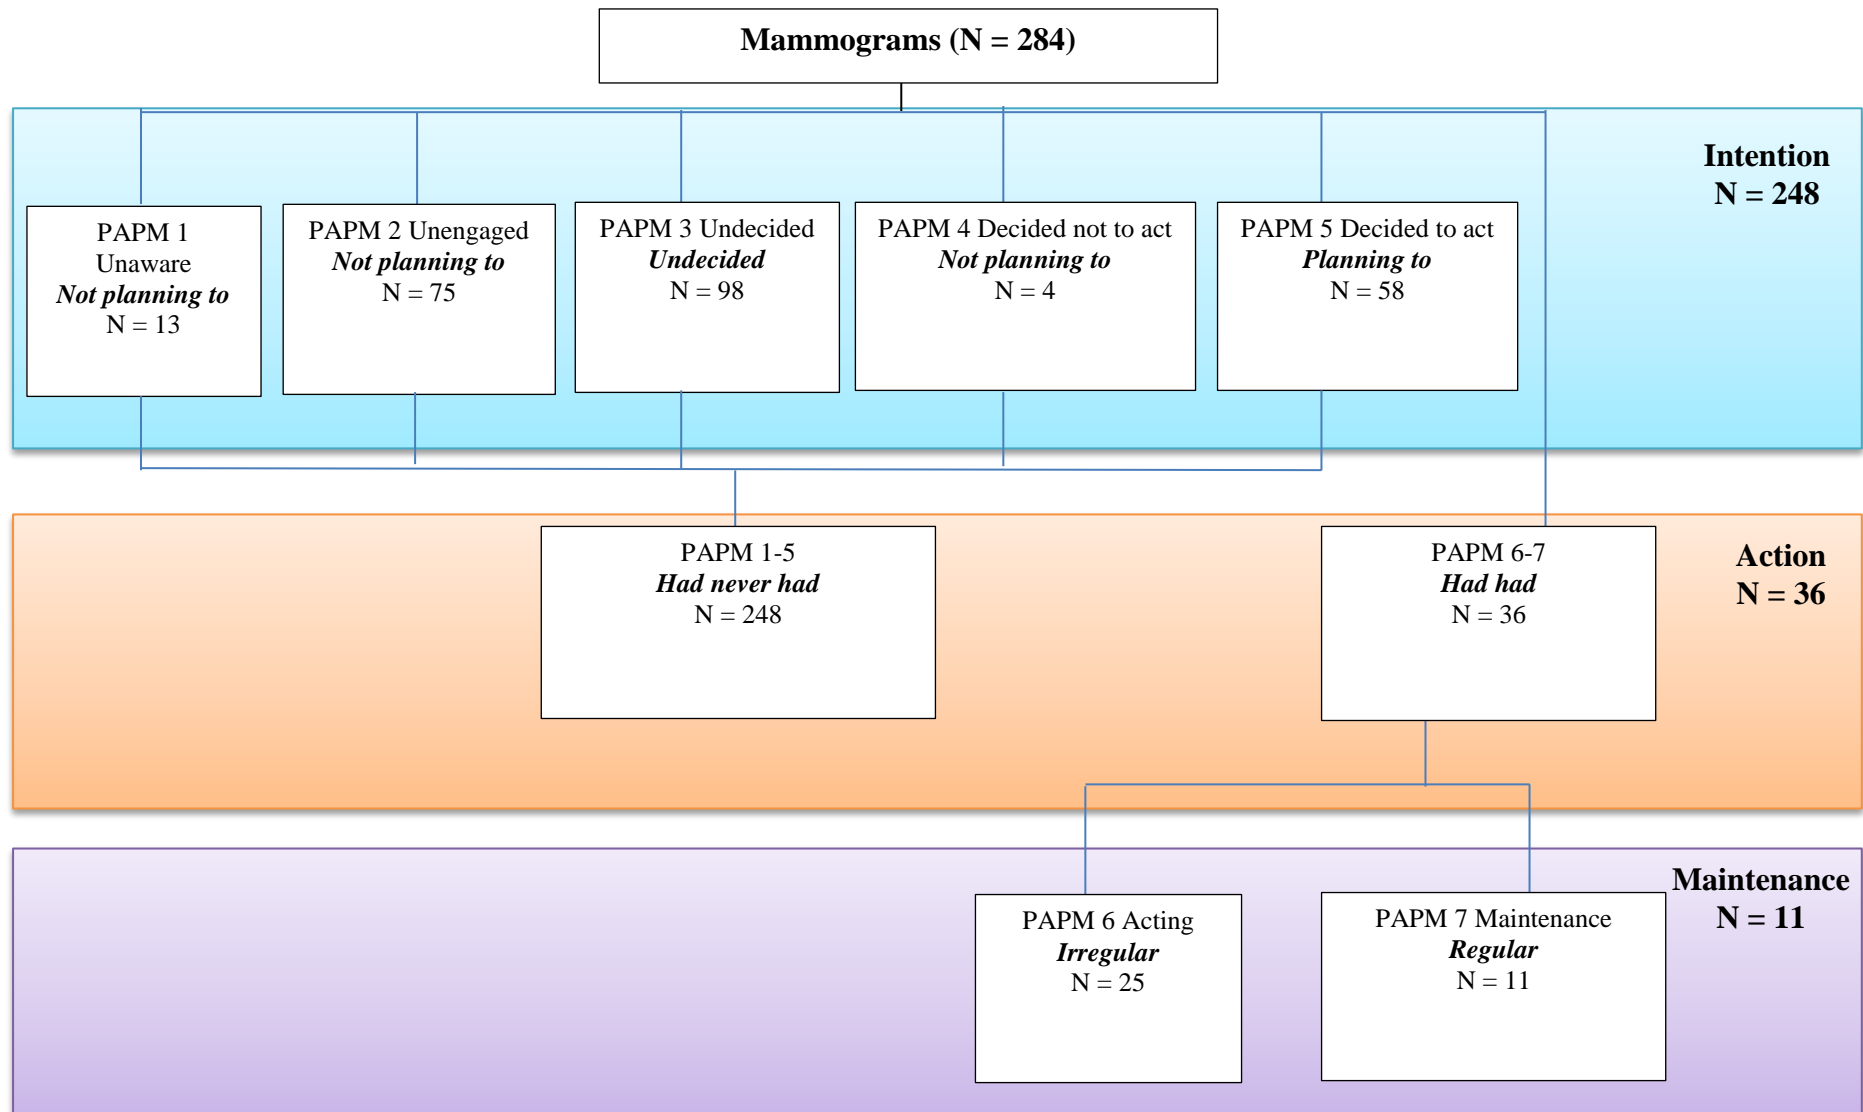 Mammograms (N = 284)
Intention
N = 248
PAPM 1
Unaware
Not planning to
N = 13
PAPM 2 Unengaged
Not planning to
N = 75
PAPM 3 Undecided
Undecided
N = 98
PAPM 4 Decided not to act
Not planning to
N = 4
PAPM 5 Decided to act
Planning to
N = 58
PAPM 1-5
Had never had
N = 248
PAPM 6-7
Had had
N = 36
Action
N = 36
Maintenance
N = 11
PAPM 6 Acting
Irregular
N = 25
PAPM 7 Maintenance
Regular
N = 11